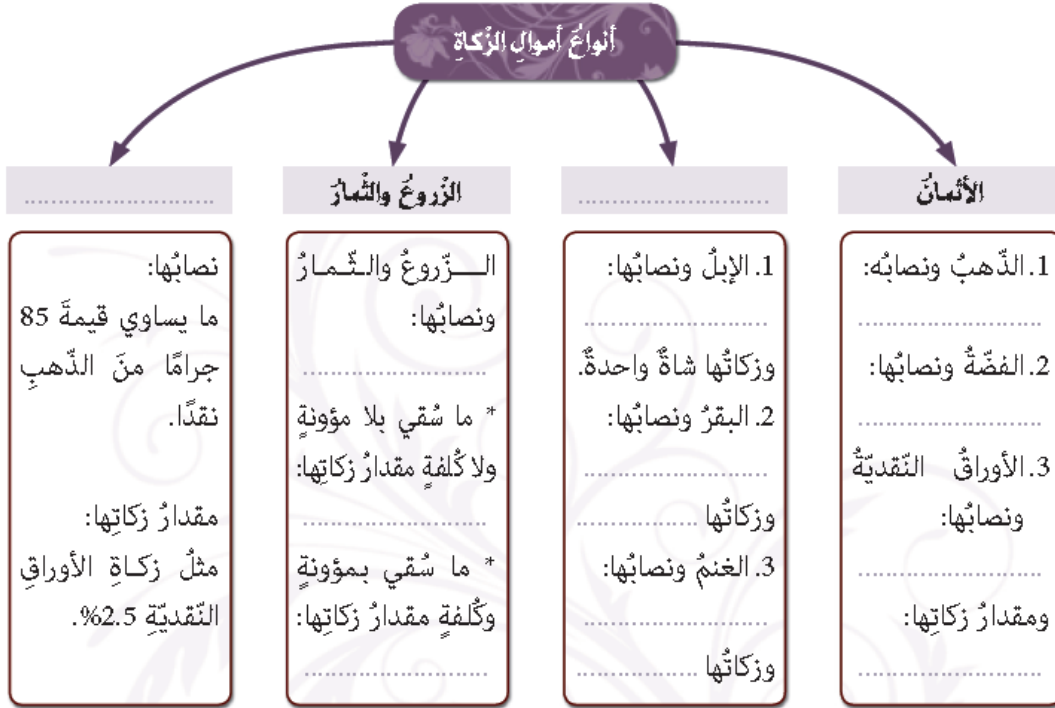 أنواعُ أموالِ الزّكاةِ
الأثمانُ
1. الذّهبُ ونصابُه:
..........................
2. الفضّةُ ونصابُها:
..........................
3. الأوراقُ النّقديّةُ
ونصابُها:
..........................
ومقدارُ زكاتِها:
..........................
..........................
1. الإبلُ ونصابُها:
..........................
وزكاتُها شاةٌ واحدةٌ.
2. البقرُ ونصابُها:
..........................
وزكاتُها .................
3. الغنمُ ونصابُها:
..........................
وزكاتُها .................
الزّروعُ والثّمارُ
الـــزّروعُ والـثّـمـارُ
ونصابُها:
..........................
* ما سُقي بلا مؤونةٍ
ولا كُلفةٍ مقدارُ زكاتِها:
..........................
* ما سُقي بمؤونةٍ
وكُلفةٍ مقدارُ زكاتِها:
..........................
..........................
نصابُها:
ما يساوي قيمةَ 85
جرامًا منَ الذّهبِ
نقدًا.
مقدارُ زكاتِها:
مثلُ زكـاةِ الأوراقِ
النّقديّةِ 2.5%.